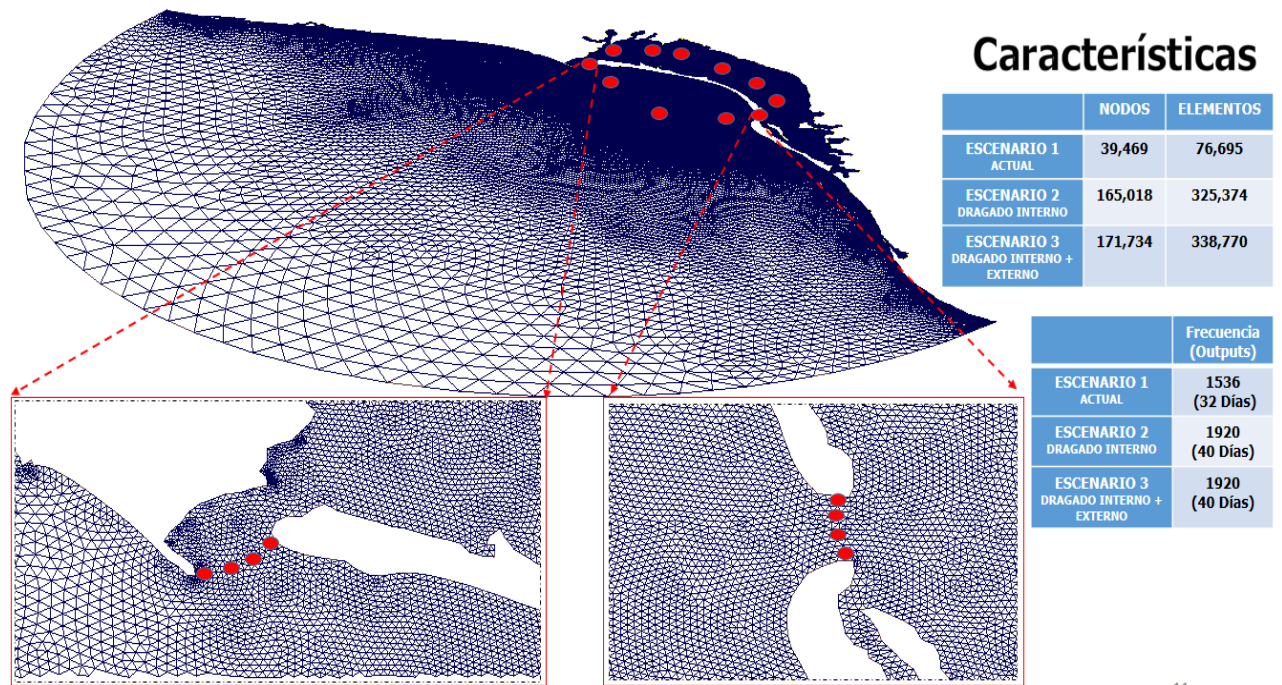 Características
NODOS ELEMENTOS
ESCENARIO 1 39,469 76,695
ACTUAL
ESCENARIO 2 165,018 325,374
DRAGADO INTERNO
ESCENARIO 3 171,734 338,770
DRAGADO INTERNO +
EXTERNO
Frecuencia
(Outputs)
ESCENARIO 1 1536
ACTUAL (32 Días)
ESCENARIO 2 1920
DRAGADO INTERNO (40 Días)
ESCENARIO 3 1920
DRAGADO INTERNO + (40 Días)
EXTERNO